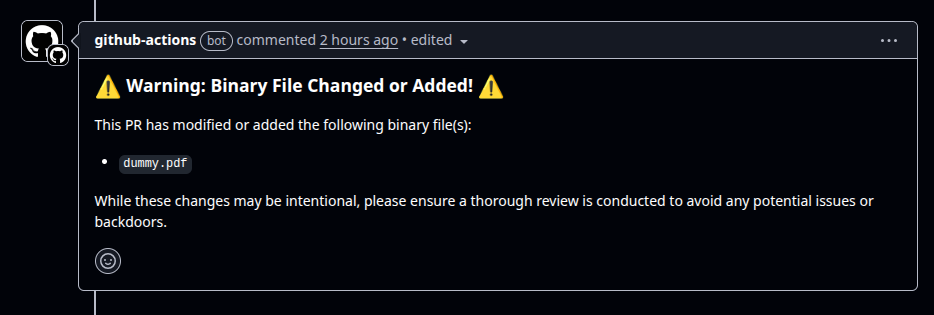 github-actions bot commented 2 hours ago • edited
⚠️ Warning: Binary File Changed or Added! ⚠️
This PR has modified or added the following binary file(s):
• dummy.pdf
While these changes may be intentional, please ensure a thorough review is conducted to avoid any potential issues or
backdoors.